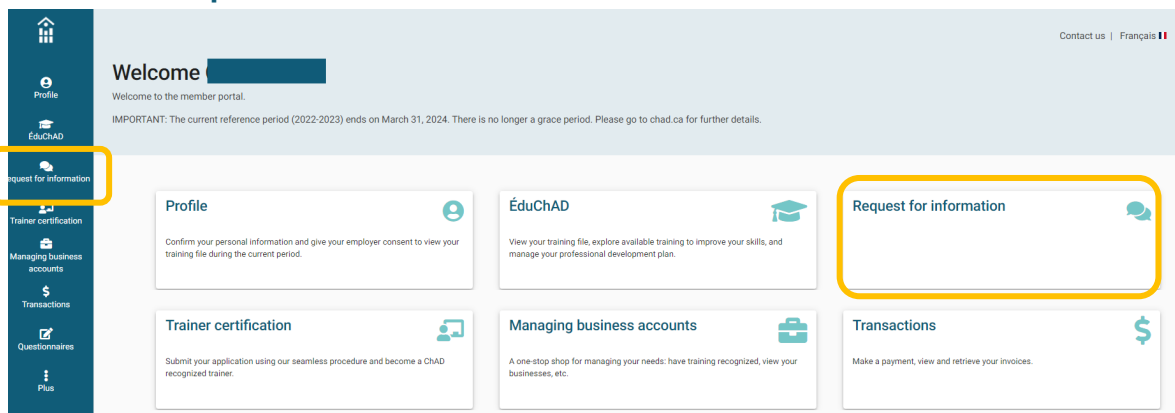 Contact us | Français
Welcome
Welcome to the member portal.
IMPORTANT: The current reference period (2022-2023) ends on March 31, 2024. There is no longer a grace period. Please go to chad.ca for further details.
Profile
ÉduChAD
equest for information
Trainer certification
Managing business
accounts
Transactions
Questionnaires
Plus
Profile
Confirm your personal information and give your employer consent to view your
training file during the current period.
ÉduChAD
View your training file, explore available training to improve your skills, and
manage your professional development plan.
Request for information
Trainer certification
Submit your application using our seamless procedure and become a ChAD
recognized trainer.
Managing business accounts
A one-stop shop for managing your needs: have training recognized, view your
businesses, etc.
Transactions
Make a payment, view and retrieve your invoices.